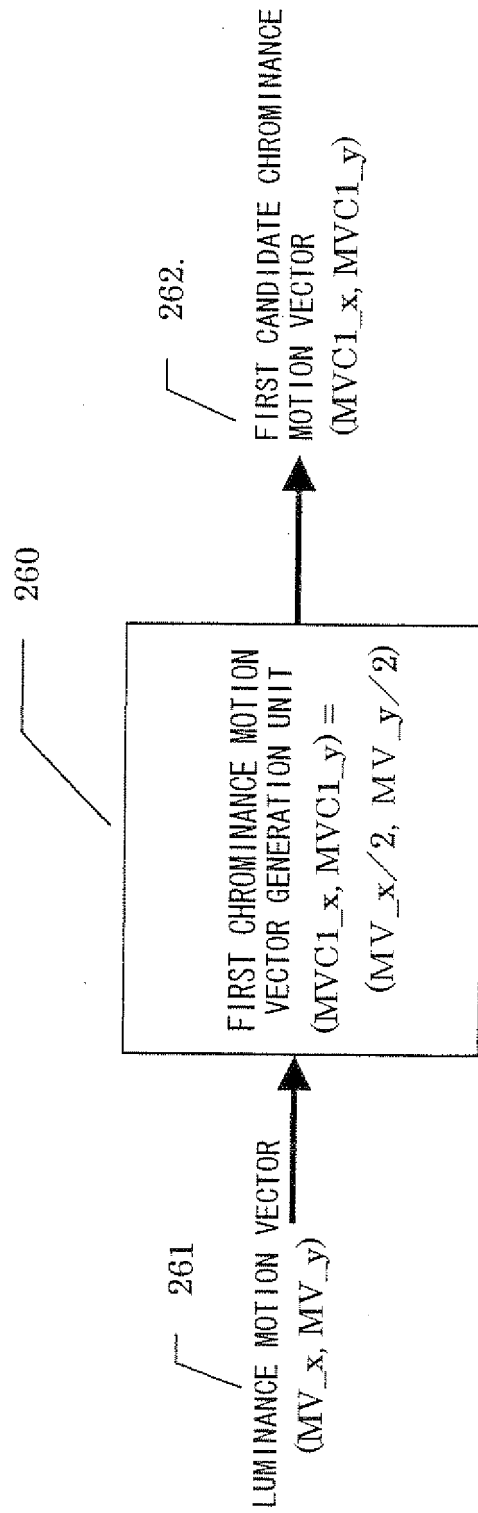 261
LUMINANCE MOTION VECTOR
(MV_x, MV_y)
260
FIRST CHROMINANCE MOTION
VECTOR GENERATION UNIT
(MVC1_x, MVC1_y)=
(MV_x/2, MV_y/2)
262.
FIRST CANDIDATE CHROMINANCE
MOTION VECTOR
(MVC1_x, MVC1_y)